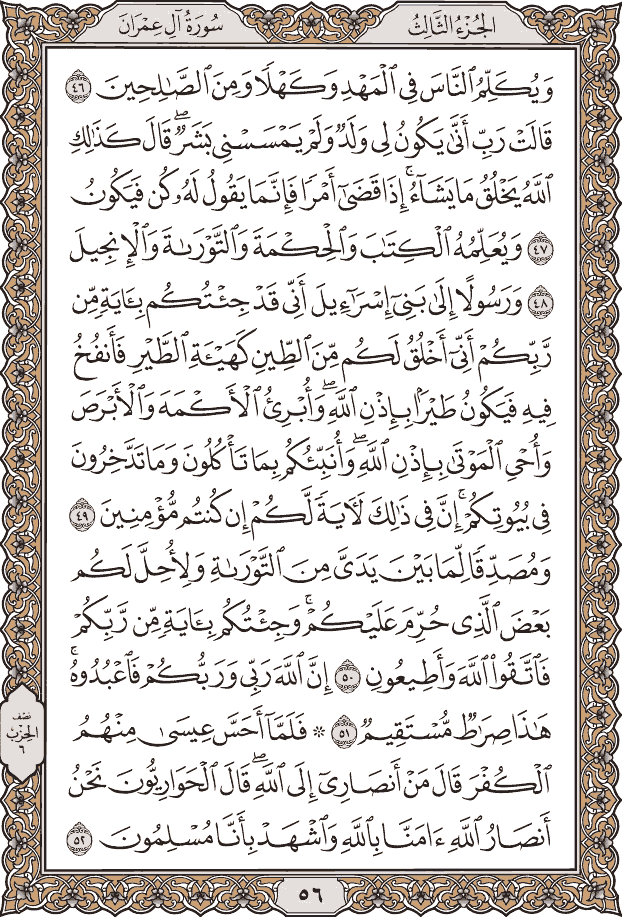 الجُزْءُ الثَّالِثُ
سُورَةُ آلِ عِمْرَانَ
وَيُكَلِّمُ ٱلنَّاسَ فِى ٱلْمَهْدِ وَكَهْلًا وَمِنَ ٱلصَّـٰلِحِينَ ٤٦
قَالَتْ رَبِّ أَنَّىٰ يَكُونُ لِى وَلَدٌ وَلَمْ يَمْسَسْنِى بَشَرٌ ۖ قَالَ كَذَٰلِكِ
ٱللَّهُ يَخْلُقُ مَا يَشَآءُ ۚ إِذَا قَضَىٰٓ أَمْرًا فَإِنَّمَا يَقُولُ لَهُۥ كُن فَيَكُونُ
٤٧ وَيُعَلِّمُهُ ٱلْكِتَـٰبَ وَٱلْحِكْمَةَ وَٱلتَّوْرَىٰةَ وَٱلْإِنجِيلَ
٤٨ وَرَسُولًا إِلَىٰ بَنِىٓ إِسْرَٰٓءِيلَ أَنِّى قَدْ جِئْتُكُم بِـَٔايَةٍ مِّن
رَّبِّكُمْ أَنِّىٓ أَخْلُقُ لَكُم مِّنَ ٱلطِّينِ كَهَيْـَٔةِ ٱلطَّيْرِ فَأَنفُخُ
فِيهِ فَيَكُونُ طَيْرًۢا بِإِذْنِ ٱللَّهِ ۖ وَأُبْرِئُ ٱلْأَكْمَهَ وَٱلْأَبْرَصَ
وَأُحْىِ ٱلْمَوْتَىٰ بِإِذْنِ ٱللَّهِ ۖ وَأُنَبِّئُكُم بِمَا تَأْكُلُونَ وَمَا تَدَّخِرُونَ
فِى بُيُوتِكُمْ ۚ إِنَّ فِى ذَٰلِكَ لَـَٔايَةً لَّكُمْ إِن كُنتُم مُّؤْمِنِينَ ٤٩
وَمُصَدِّقًا لِّمَا بَيْنَ يَدَىَّ مِنَ ٱلتَّوْرَىٰةِ وَلِأُحِلَّ لَكُم
بَعْضَ ٱلَّذِى حُرِّمَ عَلَيْكُمْ ۚ وَجِئْتُكُم بِـَٔايَةٍ مِّن رَّبِّكُمْ
فَٱتَّقُوا۟ ٱللَّهَ وَأَطِيعُونِ ٥٠ إِنَّ ٱللَّهَ رَبِّى وَرَبُّكُمْ فَٱعْبُدُوهُ ۚ
هَـٰذَا صِرَٰطٌ مُّسْتَقِيمٌ ٥١ ۞ فَلَمَّآ أَحَسَّ عِيسَىٰ مِنْهُمُ
ٱلْكُفْرَ قَالَ مَنْ أَنصَارِىٓ إِلَى ٱللَّهِ ۖ قَالَ ٱلْحَوَارِيُّونَ نَحْنُ
أَنصَارُ ٱللَّهِ ءَامَنَّا بِٱللَّهِ وَٱشْهَدْ بِأَنَّا مُسْلِمُونَ ٥٢
نصف
الحزب
٦
٥٦